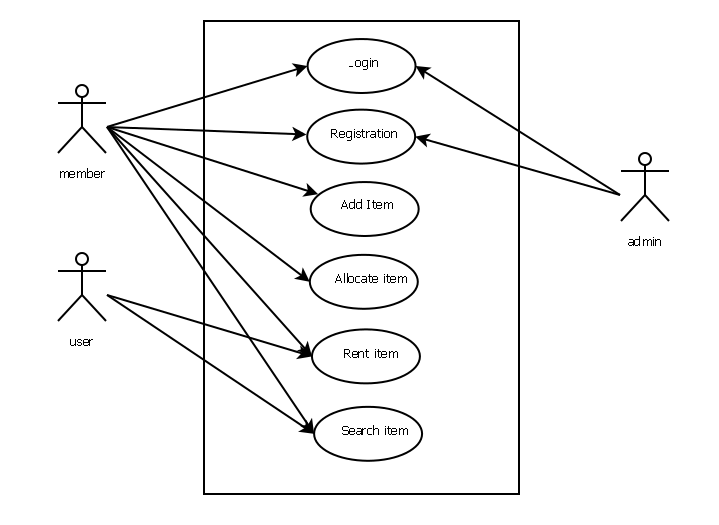 Login
Registration
member
Add Item
admin
Allocate item
user
Rent item
Search item